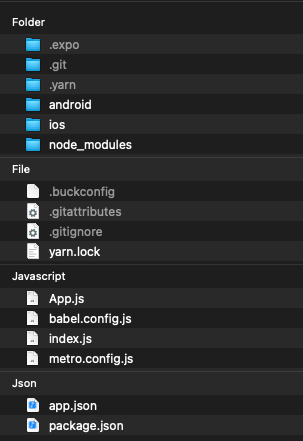 Folder
.expo
.git
.yarn
android
ios
node_modules
File
.buckconfig
.gitattributes
.gitignore
yarn.lock
Javascript
App.js
babel.config.js
index.js
metro.config.js
Json
app.json
package.json